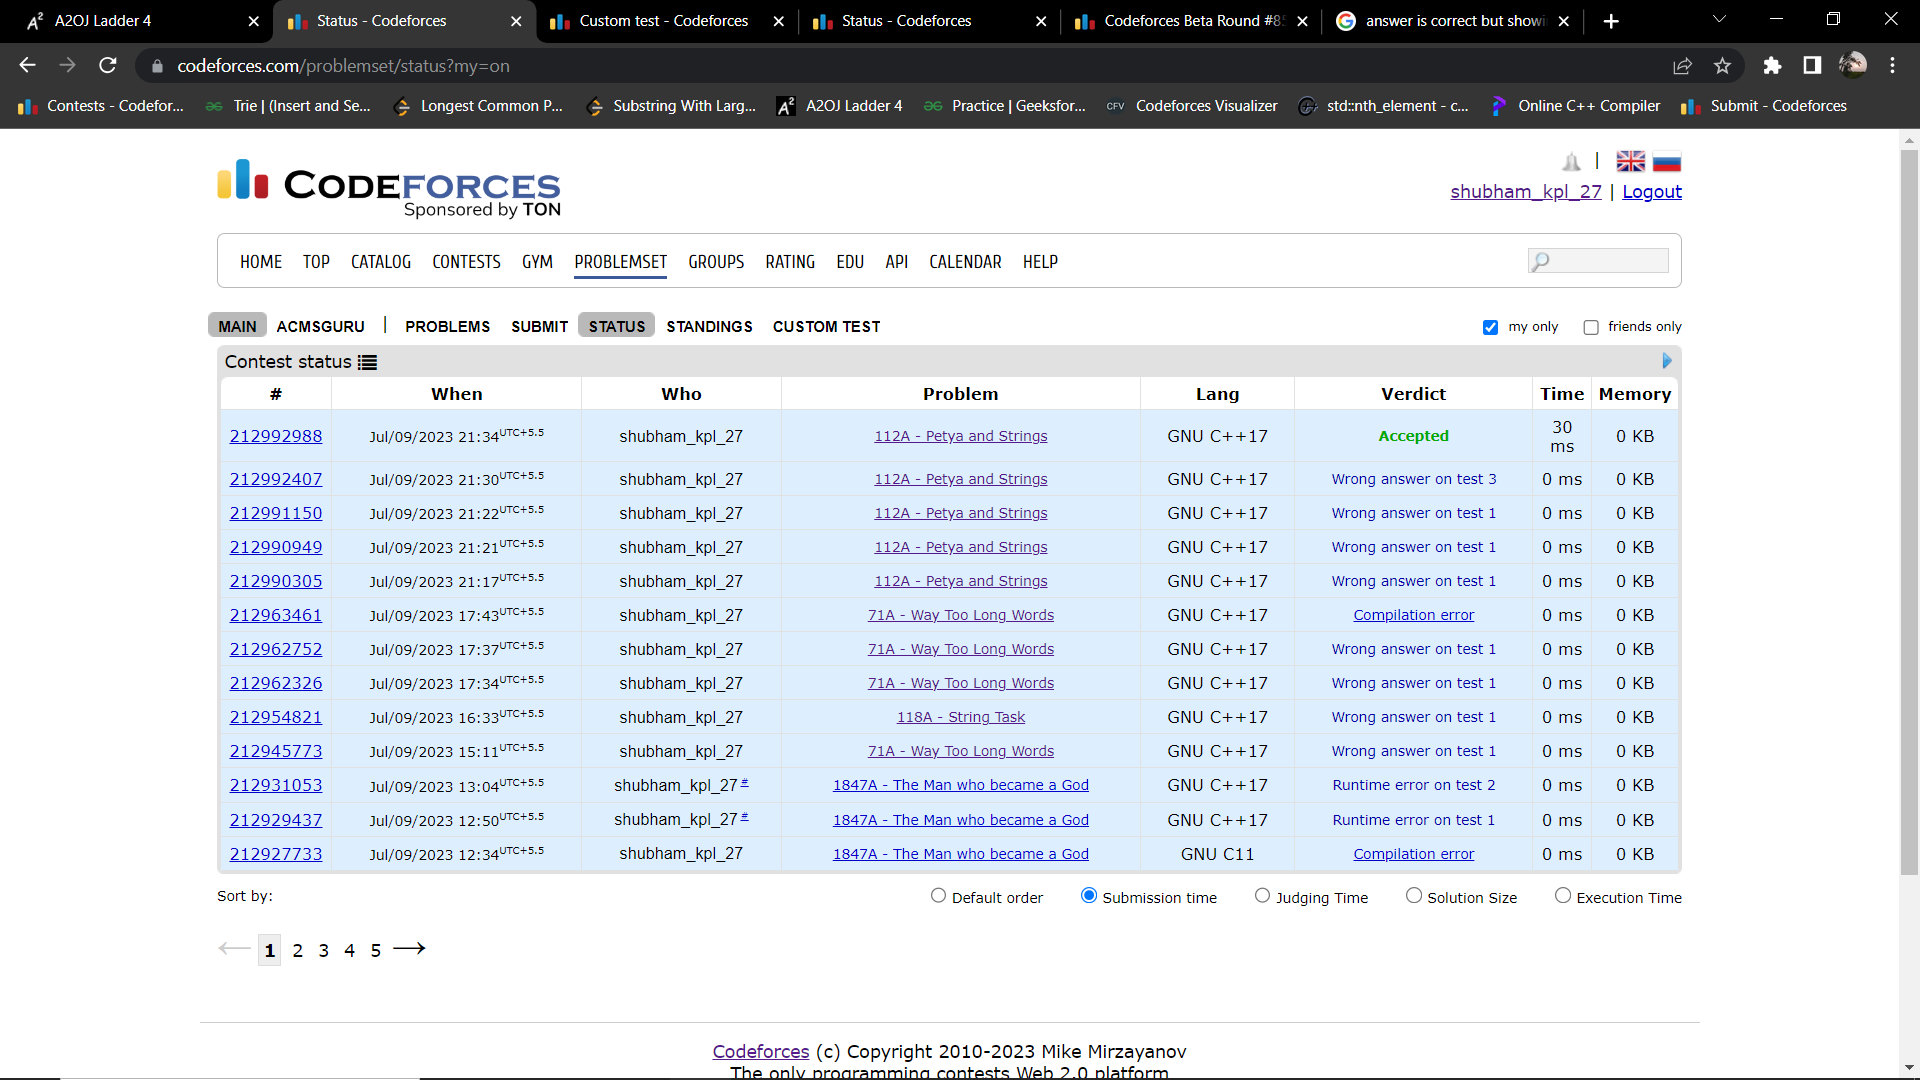 A2OJ Ladder 4
Status - Codeforces
Custom test - Codeforces
Status - Codeforces
Codeforces Beta Round #85
answer is correct but showi
codeforces.com/problemset/status?my=on
Contests - Codefor...
Trie | (Insert and Se...
Longest Common P...
Substring With Larg...
A2OJ Ladder 4
Practice | Geeksfor...
CFV Codeforces Visualizer
std::nth_element - c...
Online C++ Compiler
Submit - Codeforces
CODEFORCES
Sponsored by TON
shubham_kpl_27 | Logout
HOME TOP CATALOG CONTESTS GYM PROBLEMSET GROUPS RATING EDU API CALENDAR HELP
MAIN ACMSGURU | PROBLEMS SUBMIT STATUS STANDINGS CUSTOM TEST
my only friends only
Contest status
# When Who Problem Lang Verdict Time Memory
212992988 Jul/09/2023 21:34 UTC+5.5 shubham_kpl_27 112A - Petya and Strings GNU C++17 Accepted 30 ms 0 KB
212992407 Jul/09/2023 21:30 UTC+5.5 shubham_kpl_27 112A - Petya and Strings GNU C++17 Wrong answer on test 3 0 ms 0 KB
212991150 Jul/09/2023 21:22 UTC+5.5 shubham_kpl_27 112A - Petya and Strings GNU C++17 Wrong answer on test 1 0 ms 0 KB
212990949 Jul/09/2023 21:21 UTC+5.5 shubham_kpl_27 112A - Petya and Strings GNU C++17 Wrong answer on test 1 0 ms 0 KB
212990305 Jul/09/2023 21:17 UTC+5.5 shubham_kpl_27 112A - Petya and Strings GNU C++17 Wrong answer on test 1 0 ms 0 KB
212963461 Jul/09/2023 17:43 UTC+5.5 shubham_kpl_27 71A - Way Too Long Words GNU C++17 Compilation error 0 ms 0 KB
212962752 Jul/09/2023 17:37 UTC+5.5 shubham_kpl_27 71A - Way Too Long Words GNU C++17 Wrong answer on test 1 0 ms 0 KB
212962326 Jul/09/2023 17:34 UTC+5.5 shubham_kpl_27 71A - Way Too Long Words GNU C++17 Wrong answer on test 1 0 ms 0 KB
212954821 Jul/09/2023 16:33 UTC+5.5 shubham_kpl_27 118A - String Task GNU C++17 Wrong answer on test 1 0 ms 0 KB
212945773 Jul/09/2023 15:11 UTC+5.5 shubham_kpl_27 71A - Way Too Long Words GNU C++17 Wrong answer on test 1 0 ms 0 KB
212931053 Jul/09/2023 13:04 UTC+5.5 shubham_kpl_27 # 1847A - The Man who became a God GNU C++17 Runtime error on test 2 0 ms 0 KB
212929437 Jul/09/2023 12:50 UTC+5.5 shubham_kpl_27 # 1847A - The Man who became a God GNU C++17 Runtime error on test 1 0 ms 0 KB
212927733 Jul/09/2023 12:34 UTC+5.5 shubham_kpl_27 1847A - The Man who became a God GNU C11 Compilation error 0 ms 0 KB
Sort by: Default order Submission time Judging Time Solution Size Execution Time
← 1 2 3 4 5 →
Codeforces (c) Copyright 2010-2023 Mike Mirzayanov
The only programming contests Web 2.0 platform